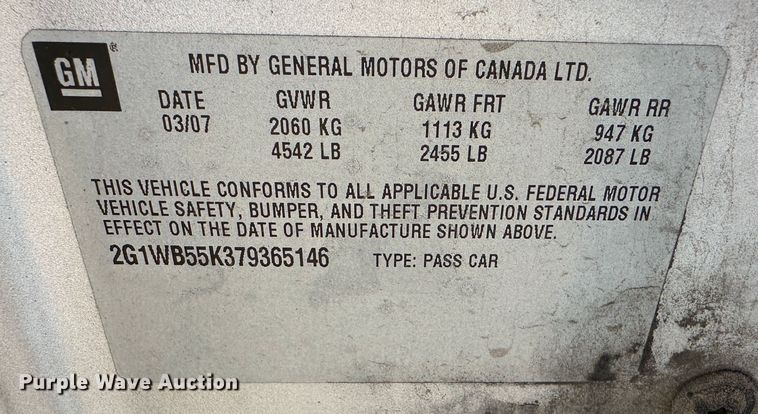 GM®
MFD BY GENERAL MOTORS OF CANADA LTD.
DATE GVWR GAWR FRT GAWR RR
03/07 2060 KG 1113 KG 947 KG
4542 LB 2455 LB 2087 LB
THIS VEHICLE CONFORMS TO ALL APPLICABLE U.S. FEDERAL MOTOR
VEHICLE SAFETY, BUMPER, AND THEFT PREVENTION STANDARDS IN
EFFECT ON THE DATE OF MANUFACTURE SHOWN ABOVE.
2G1WB55K379365146 TYPE: PASS CAR
Purple Wave Auction